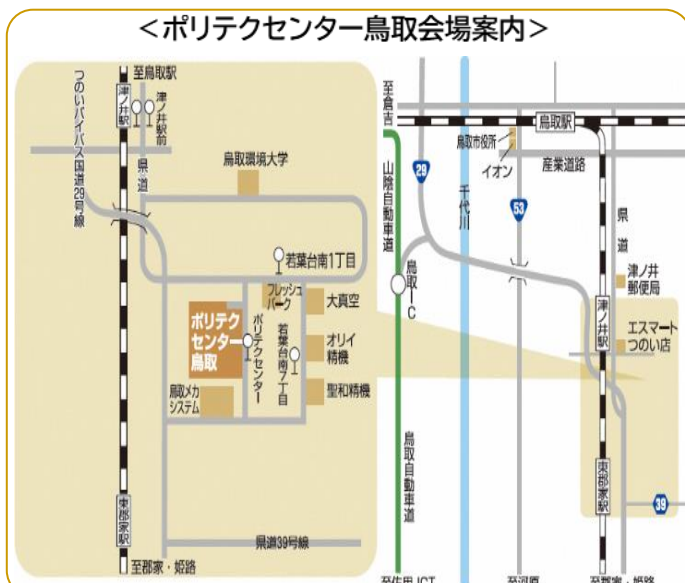 ＜ポリテクセンター鳥取会場案内＞
至鳥取駅
津ノ井駅
津ノ井駅前
つのいバイパス国道29号線
県道
鳥取環境大学
若葉台南1丁目
フレッシュ
パーク
大真空
ポリテク
センター
鳥取
ポリテクセンター
若葉台南7丁目
オリイ
精機
聖和精機
鳥取メカ
システム
東郡家駅
県道39号線
至郡家・姫路
至倉吉
山陰自動車道
鳥取駅
鳥取市役所
イオン
産業道路
29
千代川
53
県道
鳥取IC
津ノ井
郵便局
津ノ井駅
エスマート
つのい店
鳥取自動車道
東郡家駅
39
至佐用JCT
至河原
至郡家・姫路